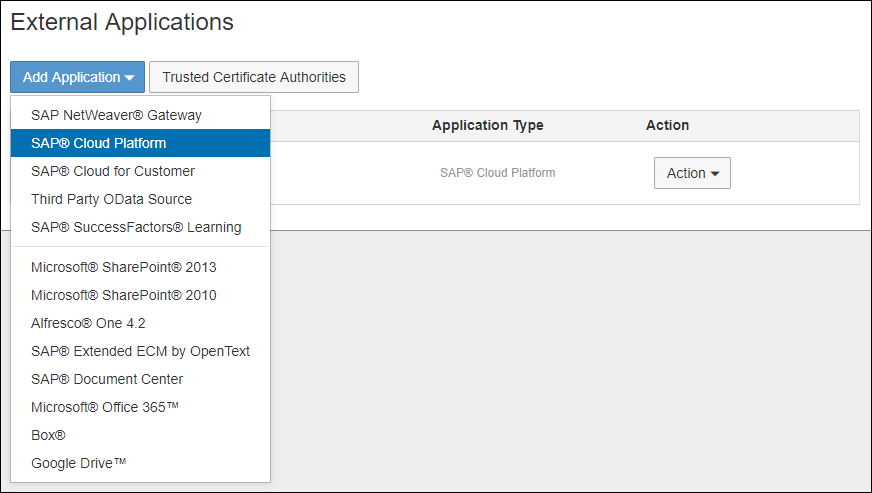 External Applications
Add Application
Trusted Certificate Authorities
SAP NetWeaver® Gateway
SAP® Cloud Platform
SAP® Cloud for Customer
Third Party OData Source
SAP® SuccessFactors® Learning
Microsoft® SharePoint® 2013
Microsoft® SharePoint® 2010
Alfresco® One 4.2
SAP® Extended ECM by OpenText
SAP® Document Center
Microsoft® Office 365™
Box®
Google Drive™
Application Type
Action
SAP® Cloud Platform
Action